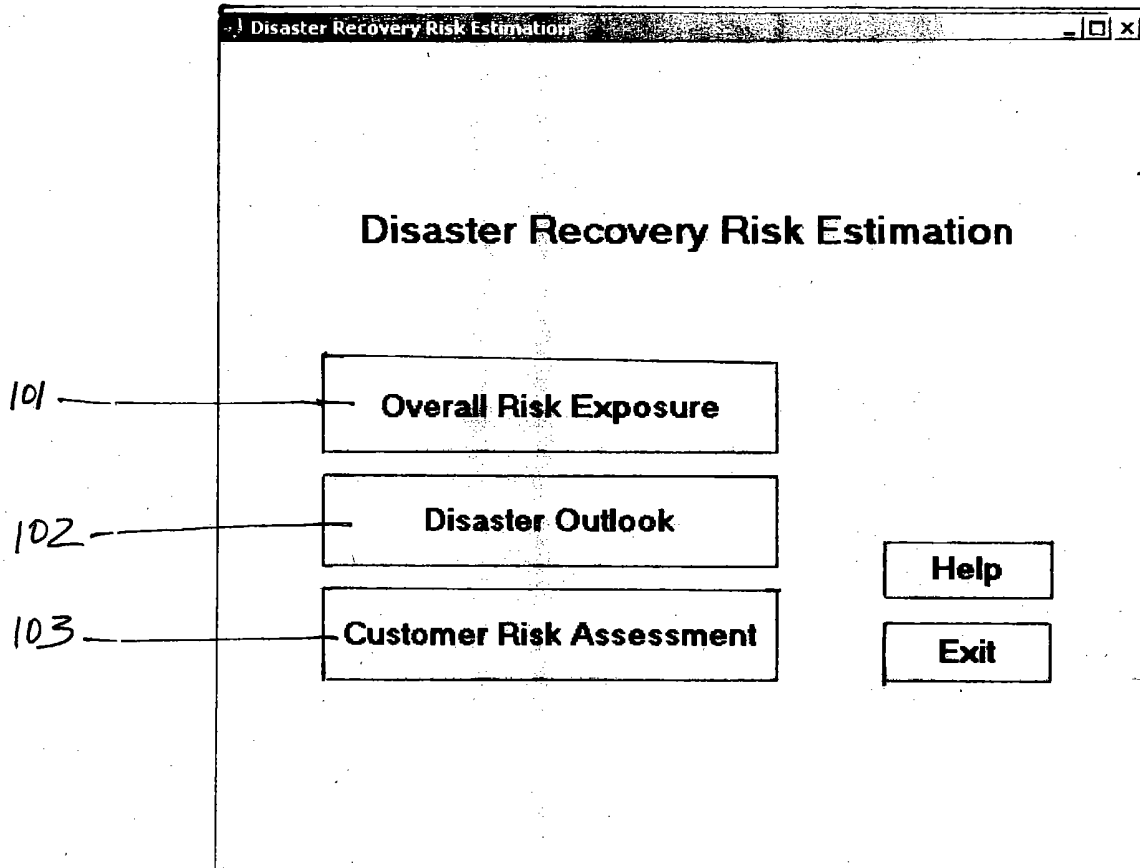 Disaster Recovery Risk Estimation
Disaster Recovery Risk Estimation
101
Overall Risk Exposure
102
Disaster Outlook
Help
103
Customer Risk Assessment
Exit